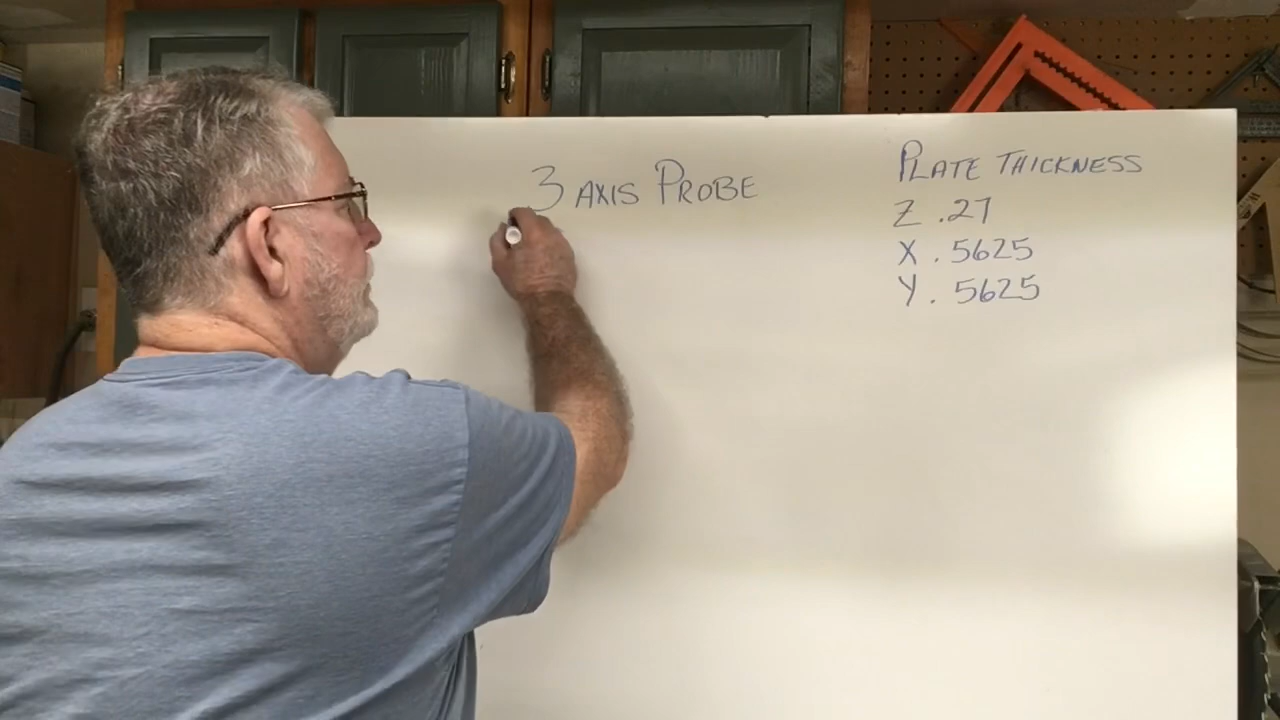 3 AXIS PROBE
PLATE THICKNESS
Z .27
X .5625
Y .5625